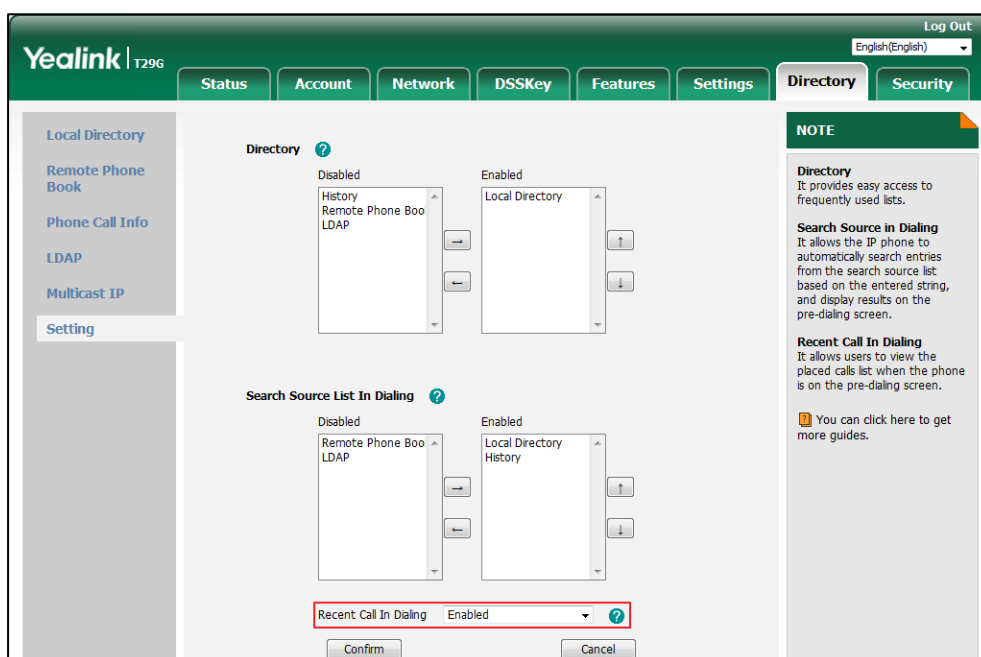 Log Out
English(English)
Yealink T29G
Status Account Network DSSKey Features Settings Directory Security
Local Directory
Remote Phone
Book
Phone Call Info
LDAP
Multicast IP
Setting
Directory ?
Disabled Enabled
History
Remote Phone Boo
LDAP
Local Directory
→
←
↑
↓
Search Source List In Dialing ?
Disabled Enabled
Remote Phone Boo
LDAP
Local Directory
History
→
←
↑
↓
Recent Call In Dialing Enabled ?
Confirm Cancel
NOTE
Directory
It provides easy access to
frequently used lists.
Search Source in Dialing
It allows the IP phone to
automatically search entries
from the search source list
based on the entered string,
and display results on the
pre-dialing screen.
Recent Call In Dialing
It allows users to view the
placed calls list when the phone
is on the pre-dialing screen.
? You can click here to get
more guides.